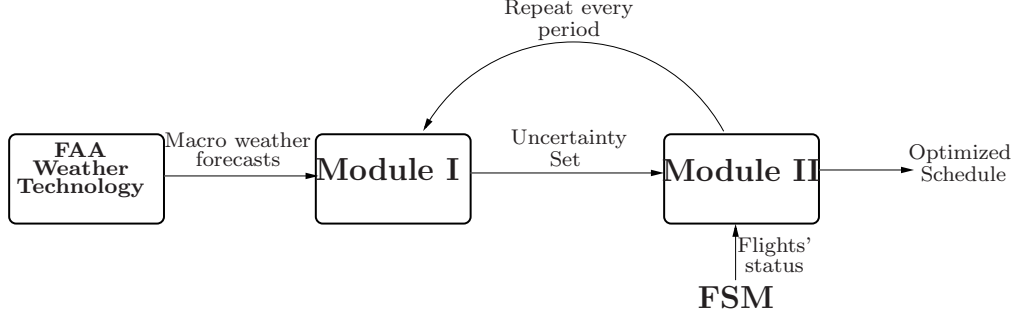 Repeat every
period
FAA
Weather
Technology
Macro weather
forecasts
Module I
Uncertainty
Set
Module II
Optimized
Schedule
Flights'
status
FSM